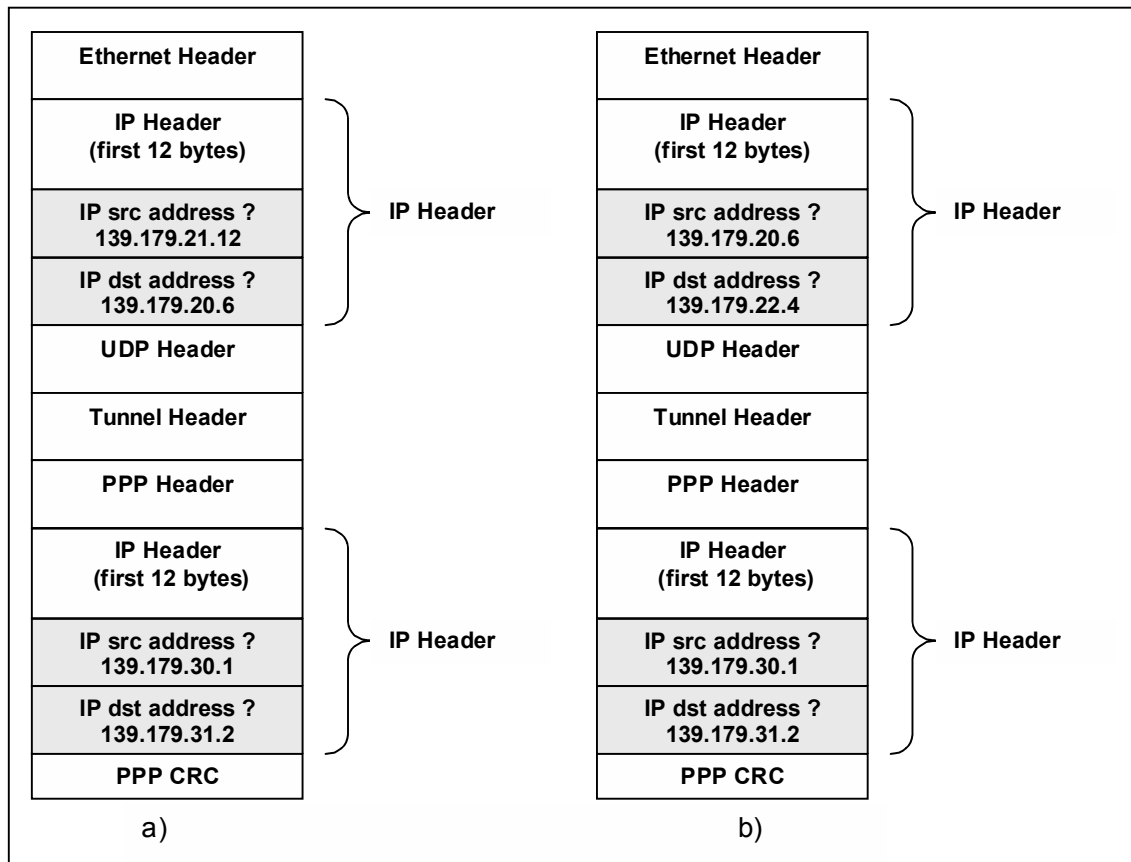 Ethernet Header
IP Header
(first 12 bytes)
IP src address ?
139.179.21.12
IP dst address ?
139.179.20.6
UDP Header
Tunnel Header
PPP Header
IP Header
(first 12 bytes)
IP src address ?
139.179.30.1
IP dst address ?
139.179.31.2
PPP CRC
IP Header
IP Header
a)
Ethernet Header
IP Header
(first 12 bytes)
IP src address ?
139.179.20.6
IP dst address ?
139.179.22.4
UDP Header
Tunnel Header
PPP Header
IP Header
(first 12 bytes)
IP src address ?
139.179.30.1
IP dst address ?
139.179.31.2
PPP CRC
IP Header
IP Header
b)